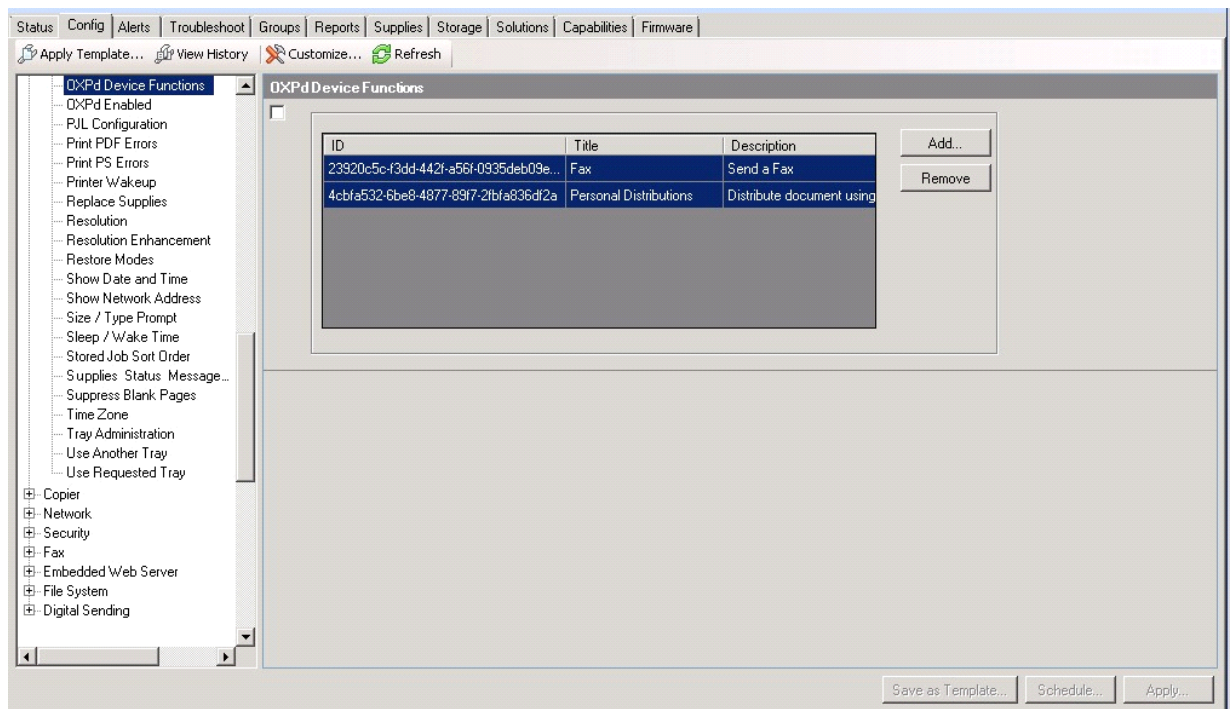 Status Config Alerts Troubleshoot Groups Reports Supplies Storage Solutions Capabilities Firmware
Apply Template... View History Customize... Refresh
OXPd Device Functions
OXPd Enabled
PJL Configuration
Print PDF Errors
Print PS Errors
Printer Wakeup
Replace Supplies
Resolution
Resolution Enhancement
Restore Modes
Show Date and Time
Show Network Address
Size / Type Prompt
Sleep / Wake Time
Stored Job Sort Order
Supplies Status Message...
Suppress Blank Pages
Time Zone
Tray Administration
Use Another Tray
Use Requested Tray
Copier
Network
Security
Fax
Embedded Web Server
File System
Digital Sending
OXPd Device Functions
ID Title Description
23920c5c-f3dd-442f-a56f-0935deb09e... Fax Send a Fax
4cbfa532-6be8-4877-89f7-2fbfa836df2a Personal Distributions Distribute document using
Add...
Remove
Save as Template... Schedule... Apply...